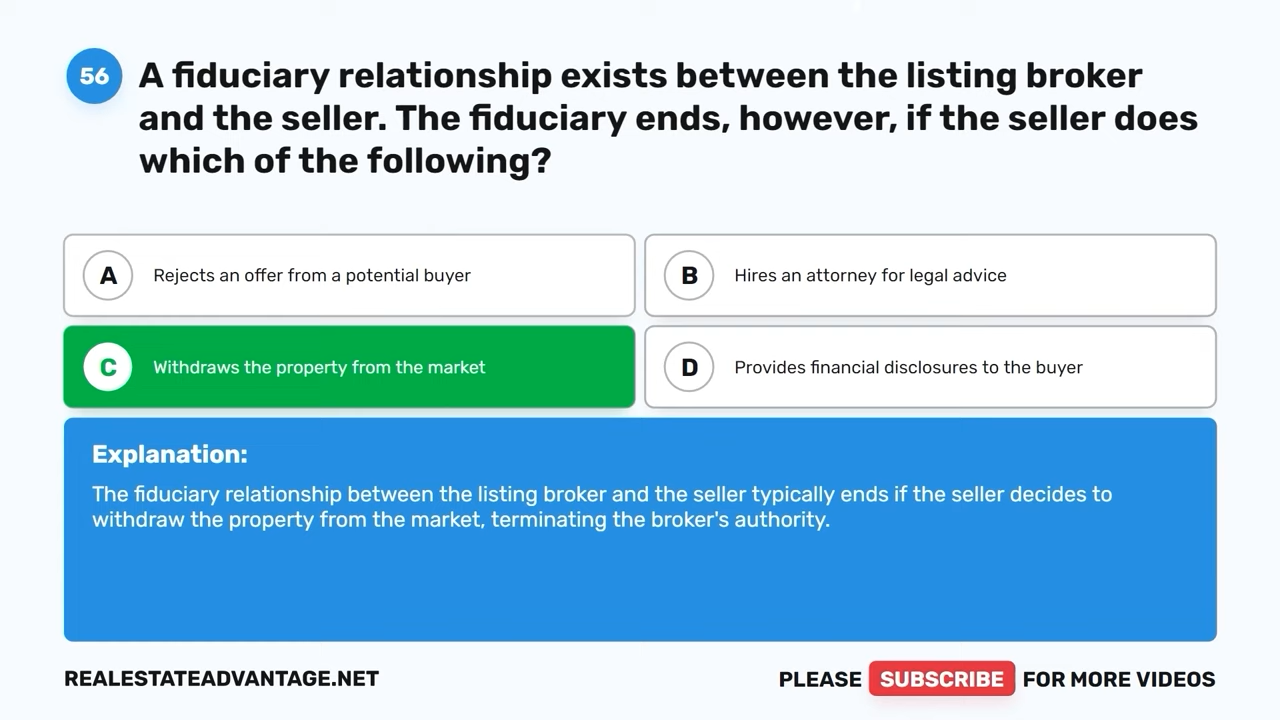 56
A fiduciary relationship exists between the listing broker
and the seller. The fiduciary ends, however, if the seller does
which of the following?
A Rejects an offer from a potential buyer
B Hires an attorney for legal advice
C Withdraws the property from the market
D Provides financial disclosures to the buyer
Explanation:
The fiduciary relationship between the listing broker and the seller typically ends if the seller decides to
withdraw the property from the market, terminating the broker's authority.
REALESTATEADVANTAGE.NET
PLEASE SUBSCRIBE FOR MORE VIDEOS